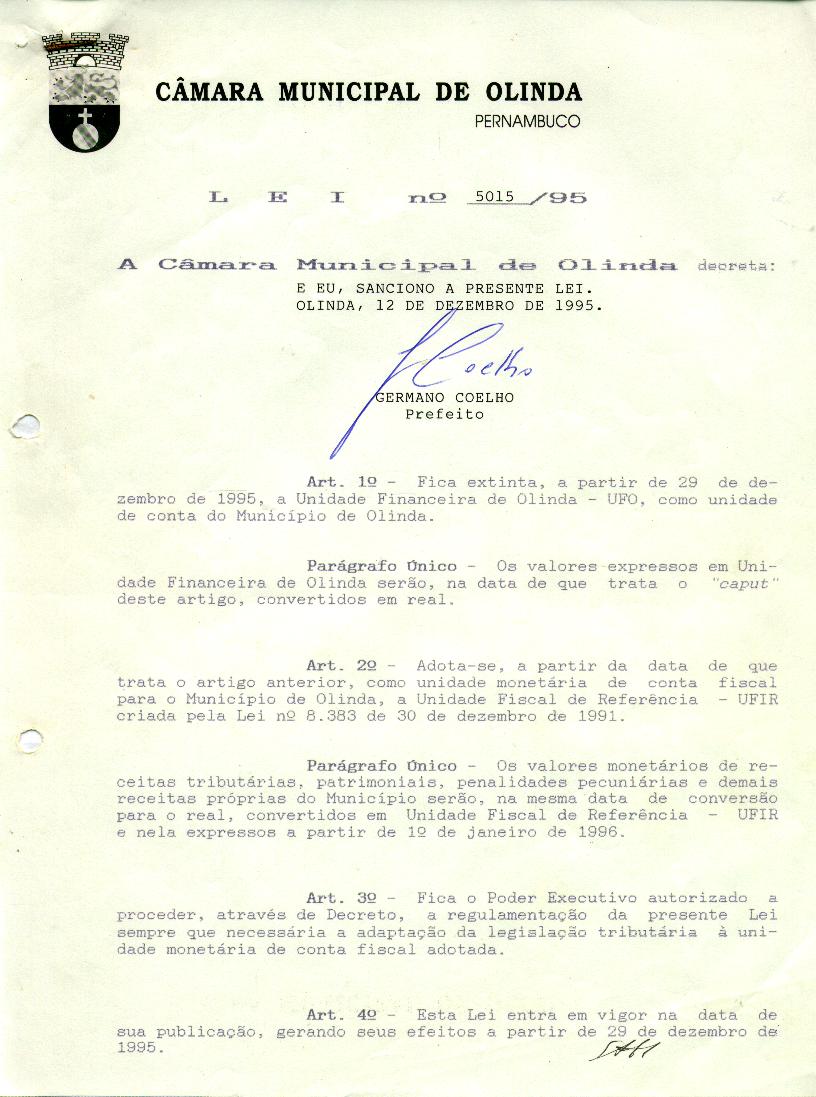 CÂMARA MUNICIPAL DE OLINDA
PERNAMBUCO
L E I nº 5015 /95
A Câmara Municipal de Olinda decreta:
E EU, SANCIONO A PRESENTE LEI.
OLINDA, 12 DE DEZEMBRO DE 1995.
Coelho
GERMANO COELHO
Prefeito
Art. 1º - Fica extinta, a partir de 29 de de-
zembro de 1995, a Unidade Financeira de Olinda - UFO, como unidade
de conta do Município de Olinda.
Parágrafo Único - Os valores expressos em Uni-
dade Financeira de Olinda serão, na data de que trata o "caput"
deste artigo, convertidos em real.
Art. 2º - Adota-se, a partir da data de que
trata o artigo anterior, como unidade monetária de conta fiscal
para o Município de Olinda, a Unidade Fiscal de Referência - UFIR
criada pela Lei nº 8.383 de 30 de dezembro de 1991.
Parágrafo Único - Os valores monetários de re-
ceitas tributárias, patrimoniais, penalidades pecuniárias e demais
receitas próprias do Município serão, na mesma data de conversão
para o real, convertidos em Unidade Fiscal de Referência - UFIR
e nela expressos a partir de 1º de janeiro de 1996.
Art. 3º - Fica o Poder Executivo autorizado a
proceder, através de Decreto, a regulamentação da presente Lei
sempre que necessária a adaptação da legislação tributária à uni-
dade monetária de conta fiscal adotada.
Art. 4º - Esta Lei entra em vigor na data de
sua publicação, gerando seus efeitos a partir de 29 de dezembro de
1995.